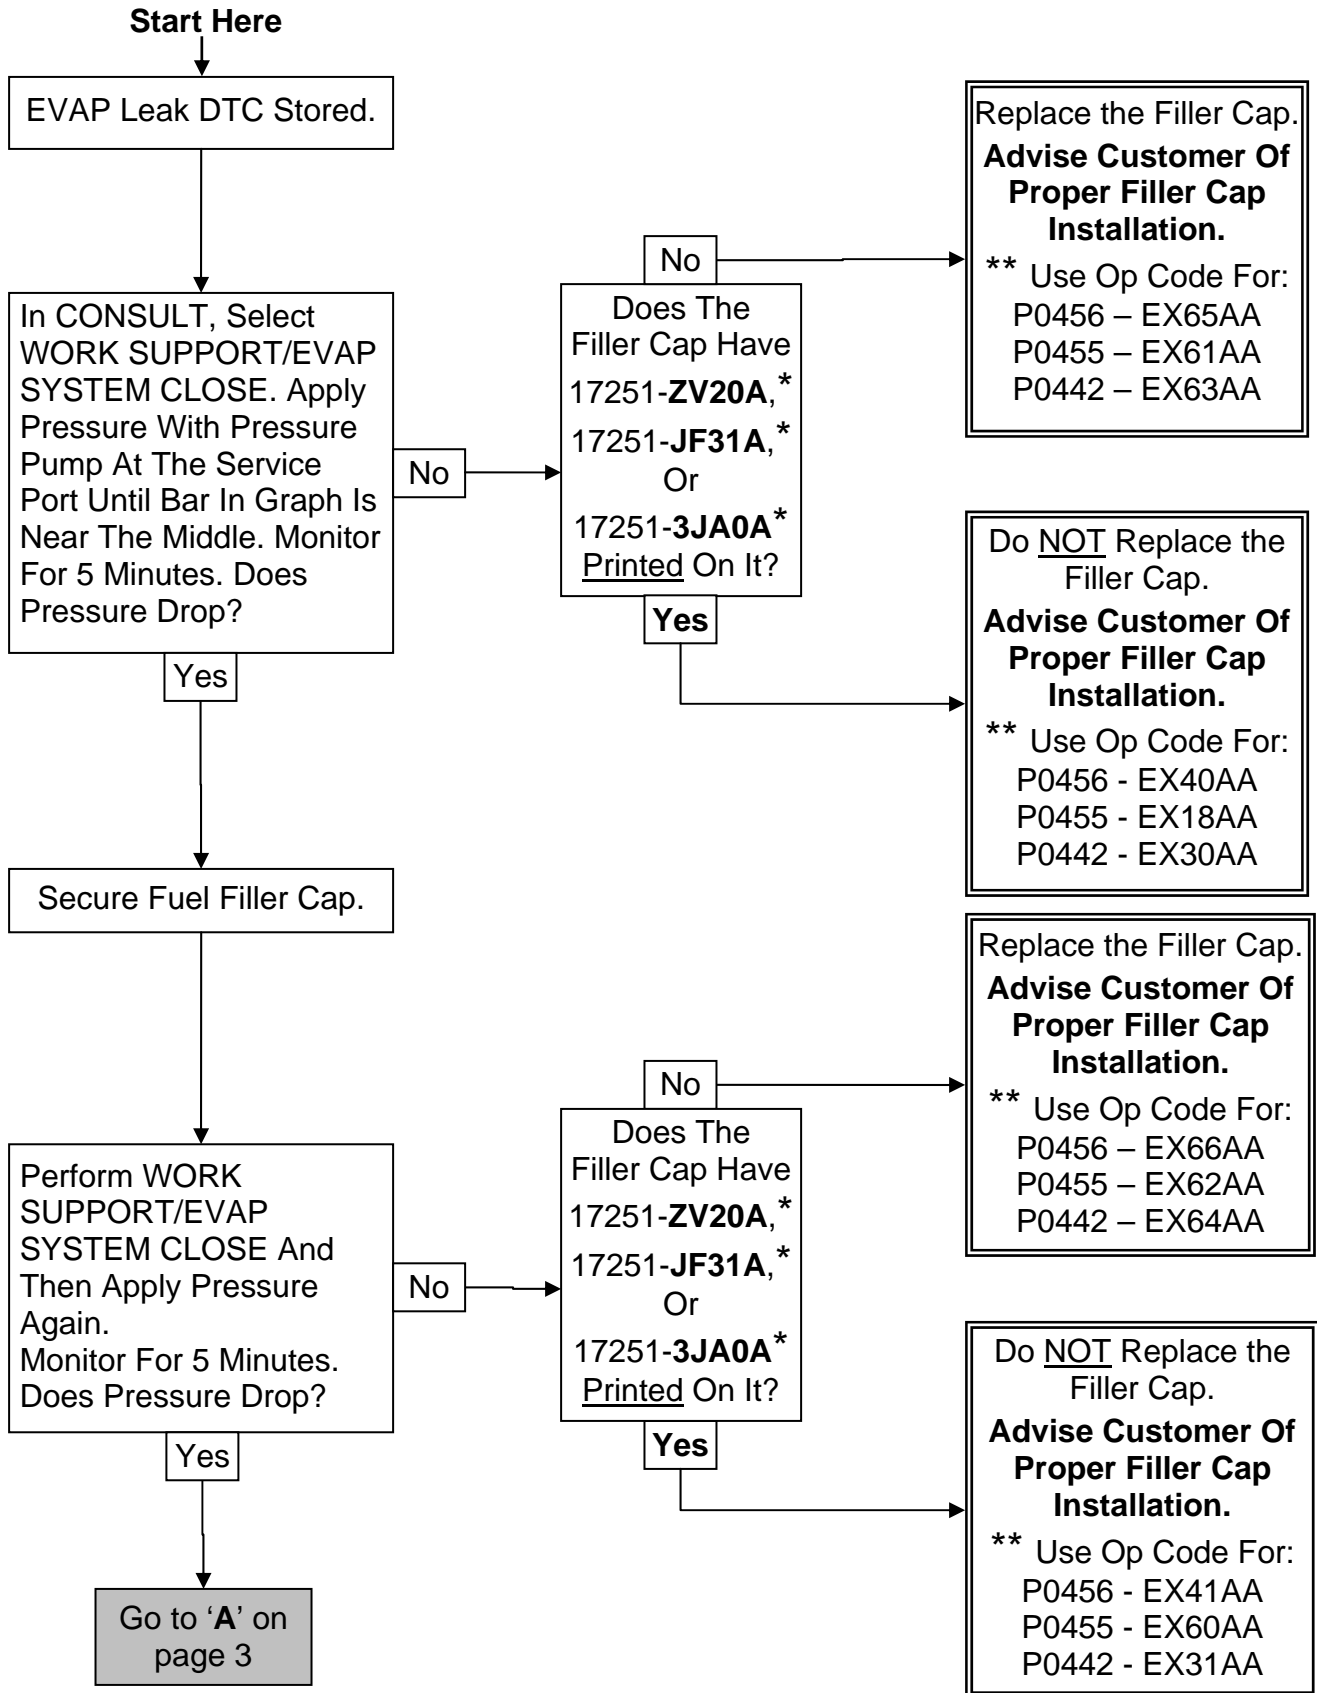 Start Here
EVAP Leak DTC Stored.
In CONSULT, Select
WORK SUPPORT/EVAP
SYSTEM CLOSE. Apply
Pressure With Pressure
Pump At The Service
Port Until Bar In Graph Is
Near The Middle. Monitor
For 5 Minutes. Does
Pressure Drop?
No
Yes
No
Does The
Filler Cap Have
17251-ZV20A,*
17251-JF31A,*
Or
17251-3JA0A*
Printed On It?
Yes
Replace the Filler Cap.
Advise Customer Of
Proper Filler Cap
Installation.
** Use Op Code For:
P0456 – EX65AA
P0455 – EX61AA
P0442 – EX63AA
Do NOT Replace the
Filler Cap.
Advise Customer Of
Proper Filler Cap
Installation.
** Use Op Code For:
P0456 - EX40AA
P0455 - EX18AA
P0442 - EX30AA
Secure Fuel Filler Cap.
Perform WORK
SUPPORT/EVAP
SYSTEM CLOSE And
Then Apply Pressure
Again.
Monitor For 5 Minutes.
Does Pressure Drop?
No
Yes
No
Does The
Filler Cap Have
17251-ZV20A,*
17251-JF31A,*
Or
17251-3JA0A*
Printed On It?
Yes
Replace the Filler Cap.
Advise Customer Of
Proper Filler Cap
Installation.
** Use Op Code For:
P0456 – EX66AA
P0455 – EX62AA
P0442 – EX64AA
Do NOT Replace the
Filler Cap.
Advise Customer Of
Proper Filler Cap
Installation.
** Use Op Code For:
P0456 - EX41AA
P0455 - EX60AA
P0442 - EX31AA
Go to ‘A’ on
page 3